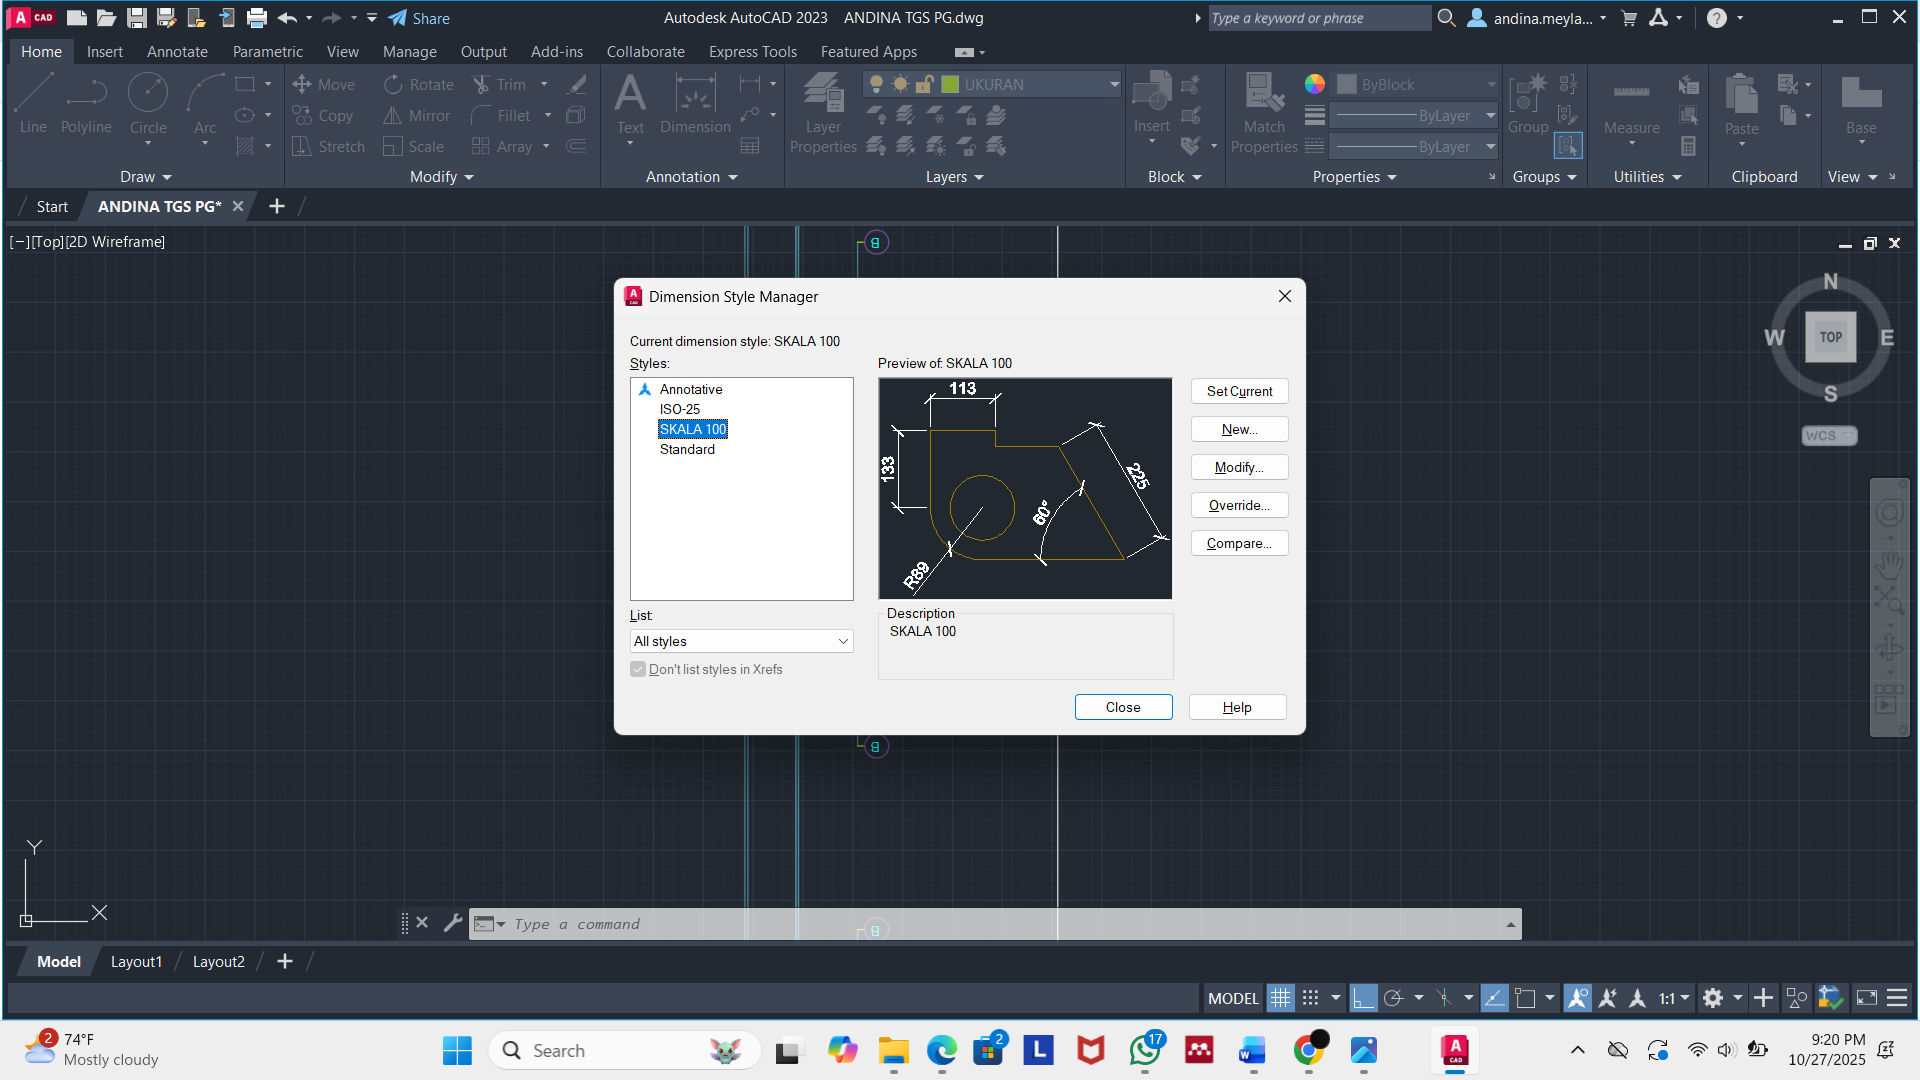 A CAD
Share
Autodesk AutoCAD 2023
ANDINA TGS PG.dwg
Type a keyword or phrase
andina.meyla...
Home
Insert
Annotate
Parametric
View
Manage
Output
Add-ins
Collaborate
Express Tools
Featured Apps
Line
Polyline
Circle
Arc
Move
Rotate
Trim
Copy
Mirror
Fillet
Stretch
Scale
Array
Text
Dimension
Layer
Properties
UKURAN
Insert
Match
Properties
ByBlock
ByLayer
ByLayer
Group
Measure
Paste
Base
Draw
Modify
Annotation
Layers
Block
Properties
Groups
Utilities
Clipboard
View
Start
ANDINA TGS PG*
[−][Top][2D Wireframe]
B
N
W
TOP
E
S
WCS
Dimension Style Manager
Current dimension style: SKALA 100
Styles:
Annotative
ISO-25
SKALA 100
Standard
Preview of: SKALA 100
113
133
225
60°
R89
Set Current
New...
Modify...
Override...
Compare...
List:
All styles
Don't list styles in Xrefs
Description
SKALA 100
Close
Help
B
B
Y
X
Type a command
Model
Layout1
Layout2
MODEL
1:1
2
74°F
Mostly cloudy
Search
2
L
17
W
A CAD
9:20 PM
10/27/2025